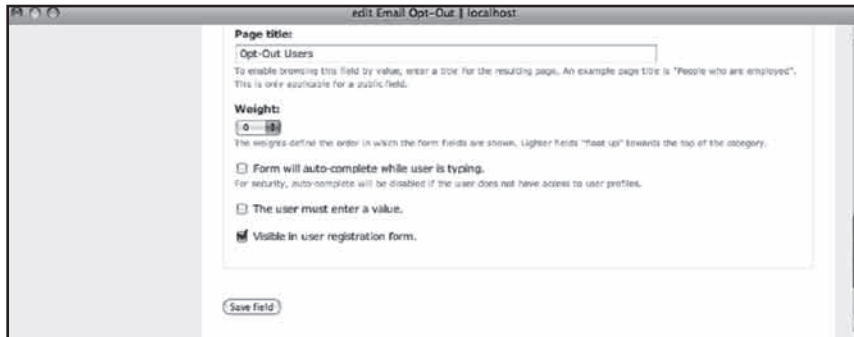 edit Email Opt-Out | localhost
Page title:
Opt-Out Users
To enable browsing this field by value, enter a title for the resulting page. An example page title is "People who are employed".
This is only applicable for a public field.
Weight:
0
The weights define the order in which the form fields are shown. Lighter fields "float up" towards the top of the category.
Form will auto-complete while user is typing.
For security, auto-complete will be disabled if the user does not have access to user profiles.
The user must enter a value.
Visible in user registration form.
Save field